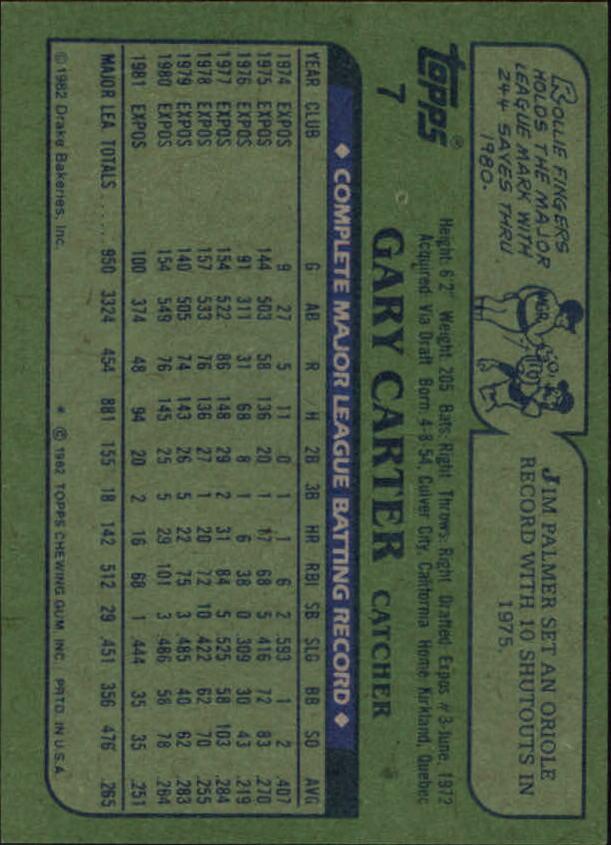 ROLLIE FINGERS
HOLDS THE MAJOR
LEAGUE MARK WITH
244 SAVES THRU
1980.
JIM PALMER SET AN ORIOLE
RECORD WITH 10 SHUTOUTS IN
1975.
topps®
7
Height: 6'2" Weight: 205 Bats: Right Throws: Right Drafted: Expos #3-June, 1972
Acquired: Via Draft Born: 4-8-54, Culver City, California Home: Kirkland, Quebec
GARY CARTER CATCHER
◆ COMPLETE MAJOR LEAGUE BATTING RECORD ◆
YEAR CLUB G AB R H 2B 3B HR RBI SB SLG BB SO AVG
1974 EXPOS 9 27 5 11 0 1 1 6 2 .593 1 2 .407
1975 EXPOS 144 503 58 136 20 1 17 68 5 .416 72 83 .270
1976 EXPOS 91 311 31 68 8 1 6 38 0 .309 30 43 .219
1977 EXPOS 154 522 86 148 29 2 31 84 5 .525 58 103 .284
1978 EXPOS 157 533 76 136 27 1 20 72 10 .422 62 70 .255
1979 EXPOS 140 505 74 143 26 5 22 75 3 .485 40 62 .283
1980 EXPOS 154 549 76 145 25 5 29 101 3 .486 58 78 .264
1981 EXPOS 100 374 48 94 20 2 16 68 1 .444 35 35 .251
MAJOR LEA TOTALS ..... 950 3324 454 881 155 18 142 512 29 .451 356 476 .265
© 1982 Drake Bakeries, Inc. * © 1982 TOPPS CHEWING GUM, INC. PRTD. IN U.S.A.